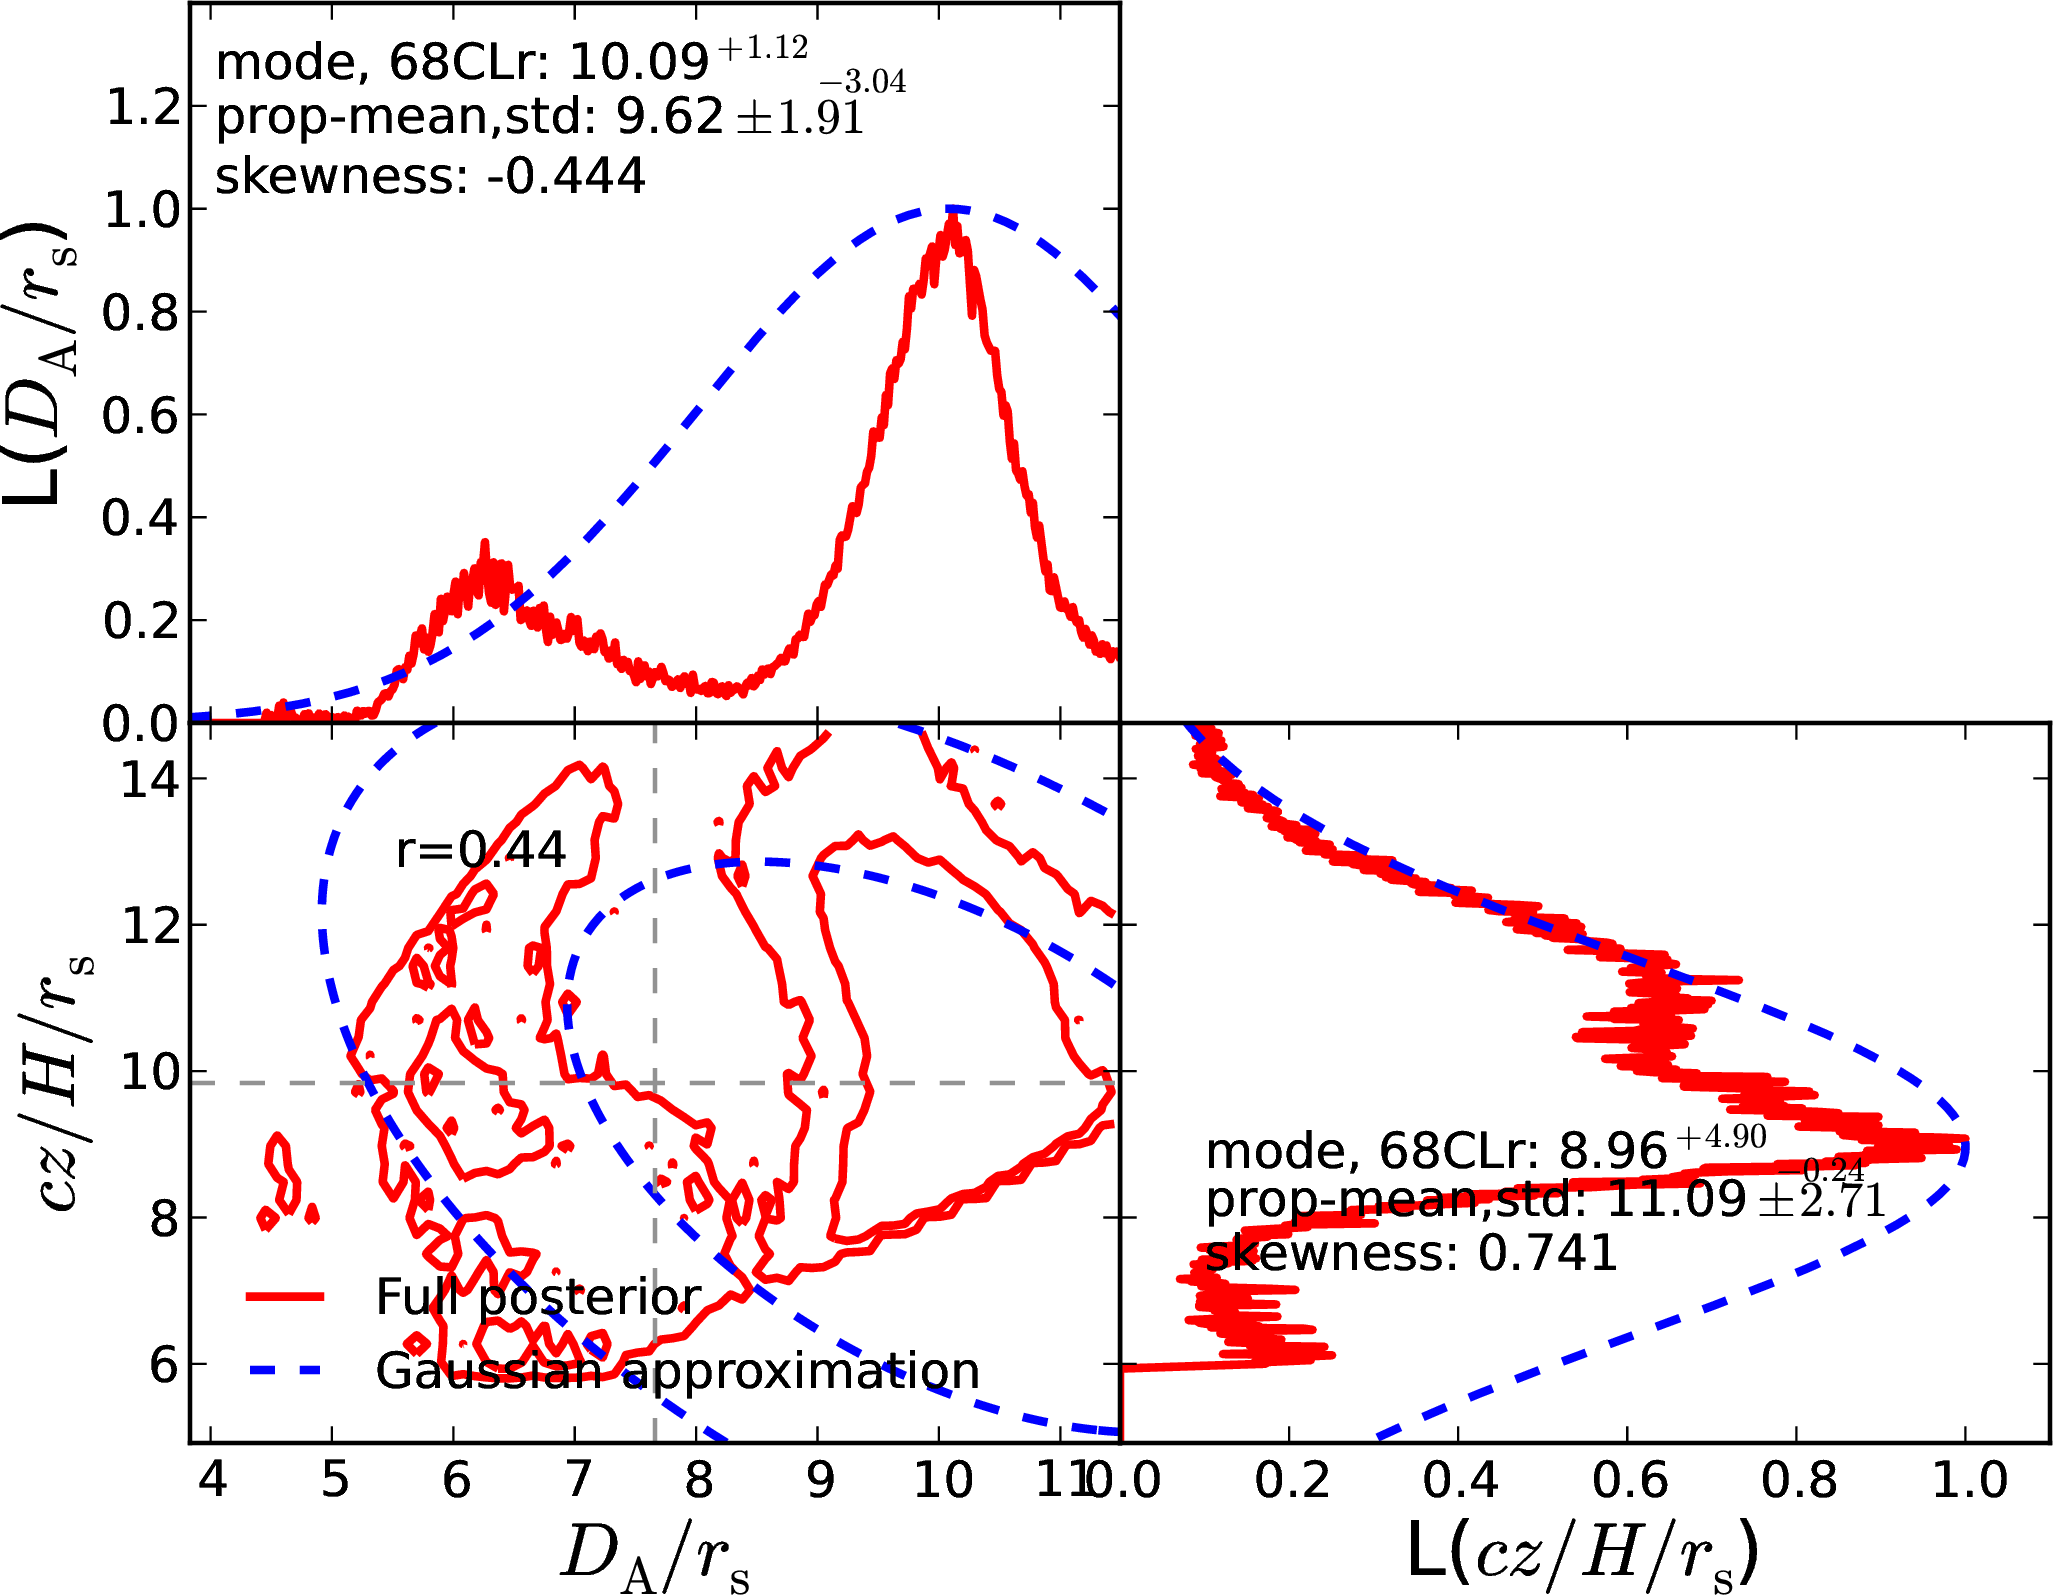 mode, 68CLr: 10.09 +1.12 −3.04
prop-mean,std: 9.62 ±1.91
skewness: -0.444
L(D_A/r_s)
1.2
1.0
0.8
0.6
0.4
0.2
0.0
cz/H/r_s
14
12
10
8
6
r=0.44
Full posterior
Gaussian approximation
mode, 68CLr: 8.96 +4.90 −0.24
prop-mean,std: 11.09 ±2.71
skewness: 0.741
4 5 6 7 8 9 10 11
0.0 0.2 0.4 0.6 0.8 1.0
D_A/r_s
L(cz/H/r_s)